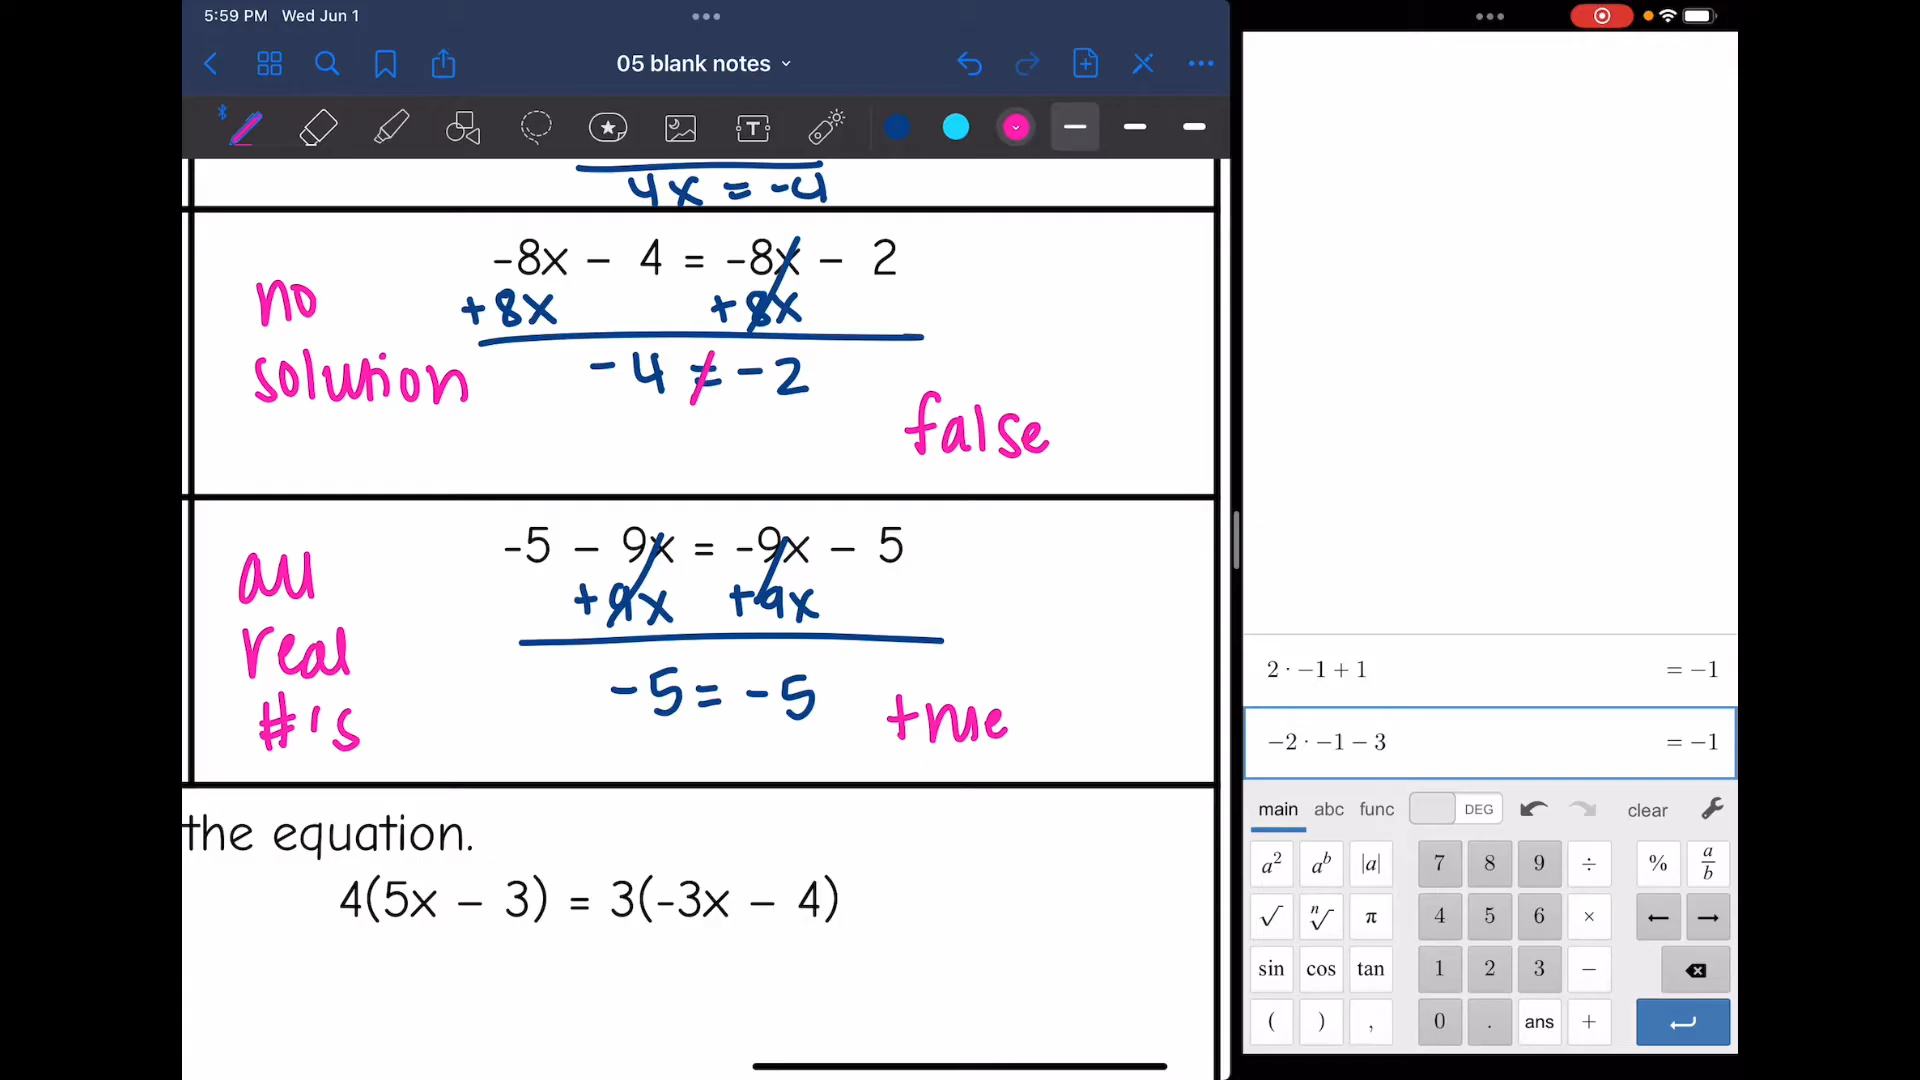 5:59 PM Wed Jun 1
05 blank notes
T
4x = -4
-8x - 4 = -8x - 2
+8x +8x
-4 ≠ -2
no
solution
false
-5 - 9x = -9x - 5
+9x +9x
-5 = -5
all
real
#'s
true
the equation.
4(5x - 3) = 3(-3x - 4)
2 · −1 + 1 = −1
−2 · −1 − 3 = −1
main abc func DEG clear
a² aᵇ |a| 7 8 9 ÷ % a/b
√ ⁿ√ π 4 5 6 × ← →
sin cos tan 1 2 3 −
( ) , 0 . ans +